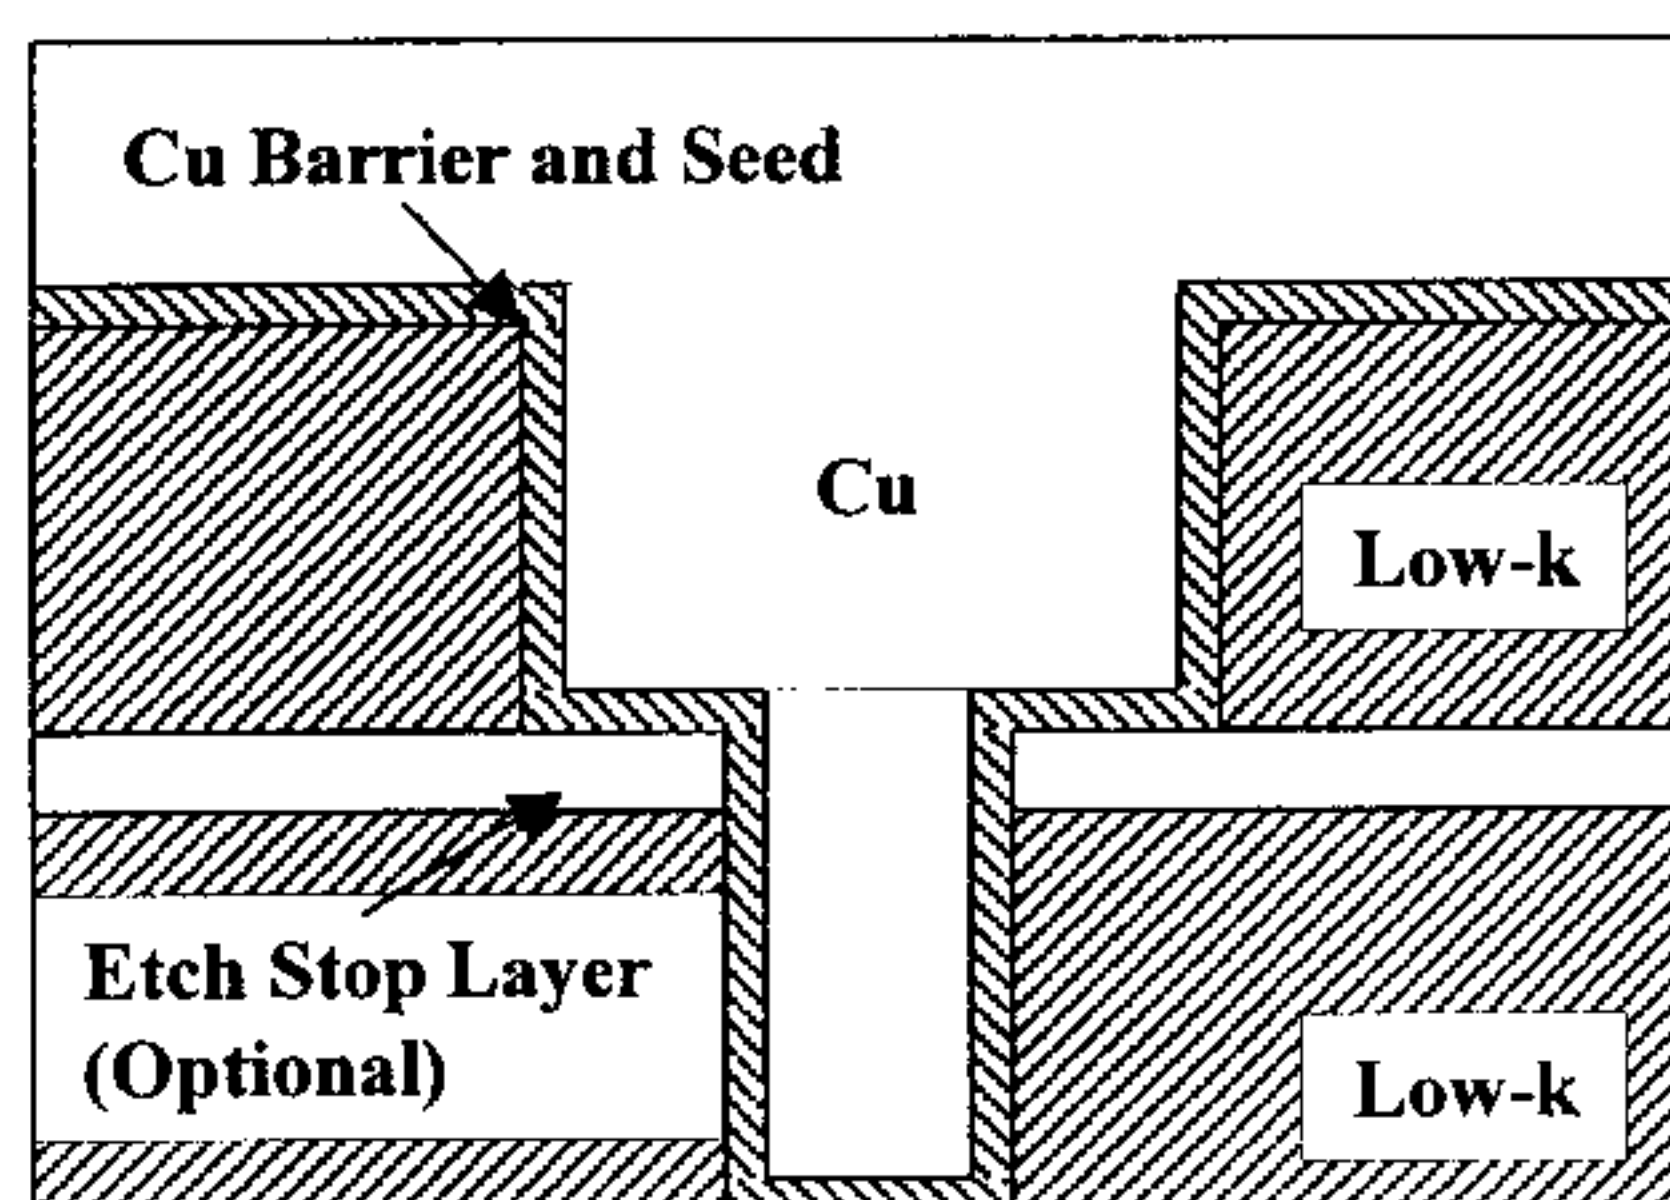 Cu Barrier and Seed
Cu
Low-k
Etch Stop Layer
(Optional)
Low-k